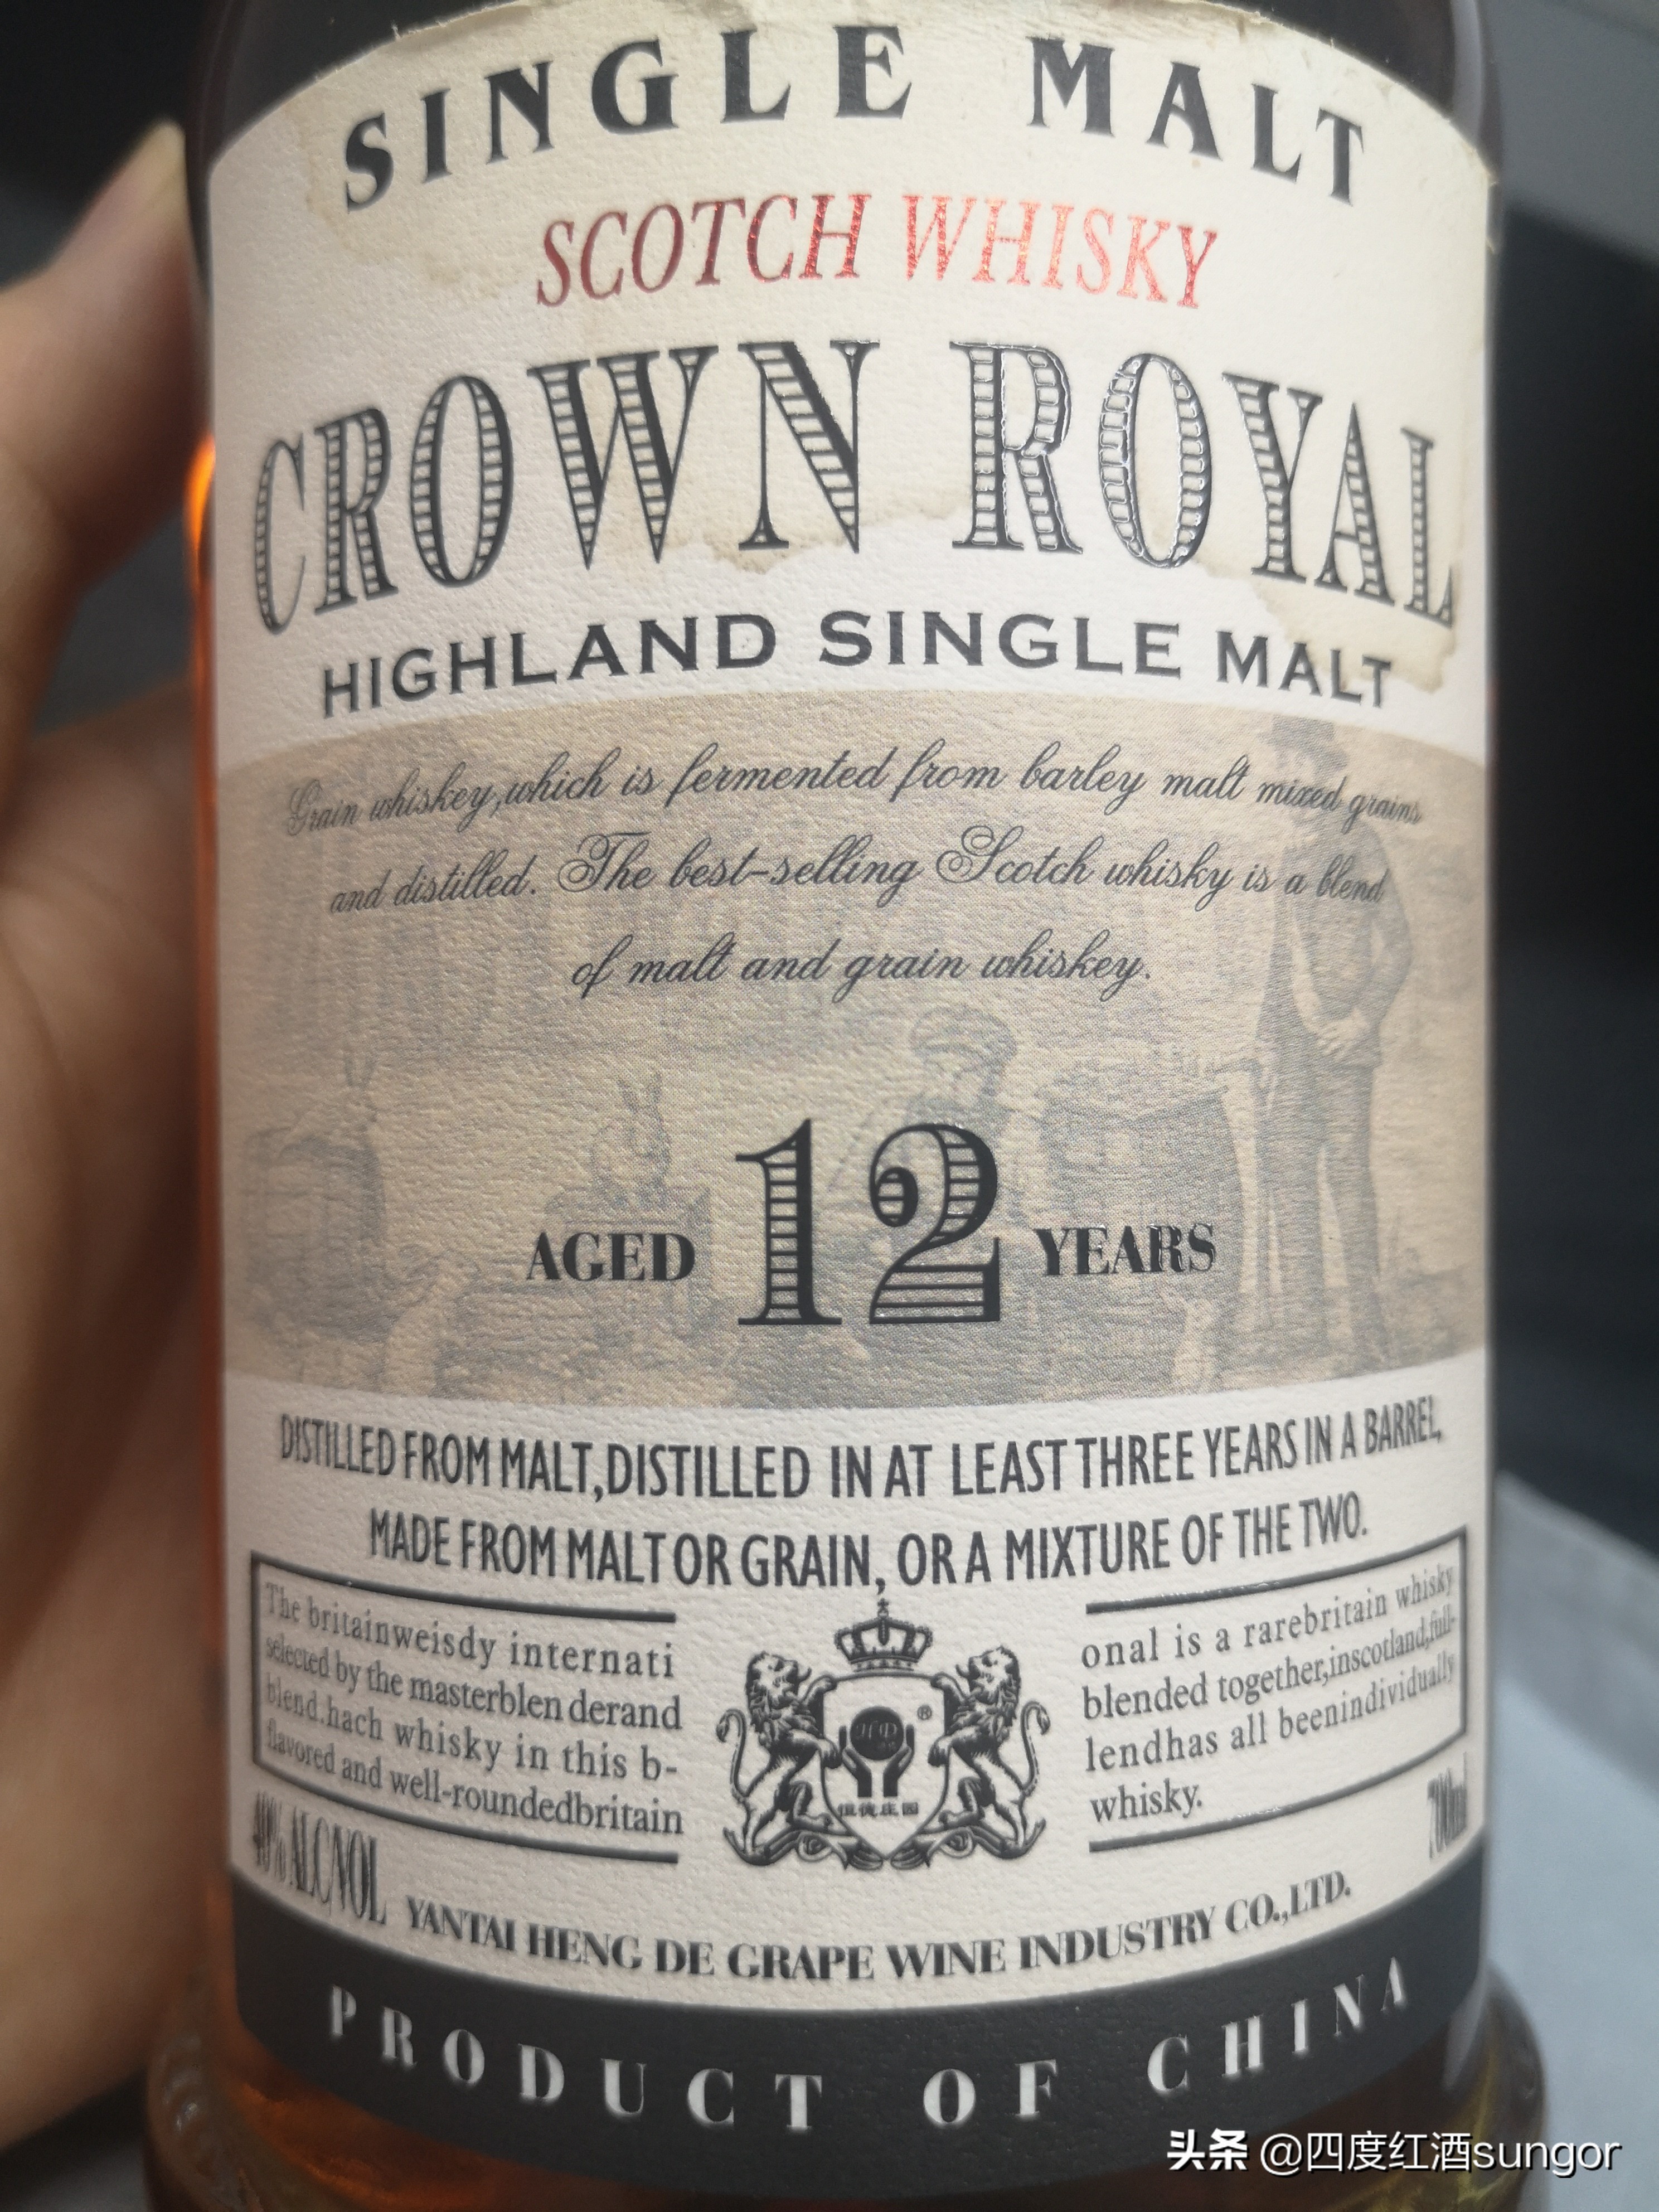 SINGLE MALT
SCOTCH WHISKY
CROWN ROYAL
HIGHLAND SINGLE MALT
Grain whiskey,which is fermented from barley malt mixed grains
and distilled. The best-selling Scotch whisky is a blend
of malt and grain whiskey.
AGED 12 YEARS
DISTILLED FROM MALT,DISTILLED IN AT LEAST THREE YEARS IN A BARREL,
MADE FROM MALT OR GRAIN, OR A MIXTURE OF THE TWO.
The britainweisdy internati
selected by the masterblen derand
blend.hach whisky in this b-
flavored and well-roundedbritain
onal is a rarebritain whisky
blended together,inscotland,full-
lendhas all beenindividually
whisky.
®
恒德庄园
40% ALC\VOL
700ml
YANTAI HENG DE GRAPE WINE INDUSTRY CO.,LTD.
PRODUCT OF CHINA
头条 @四度红酒sungor